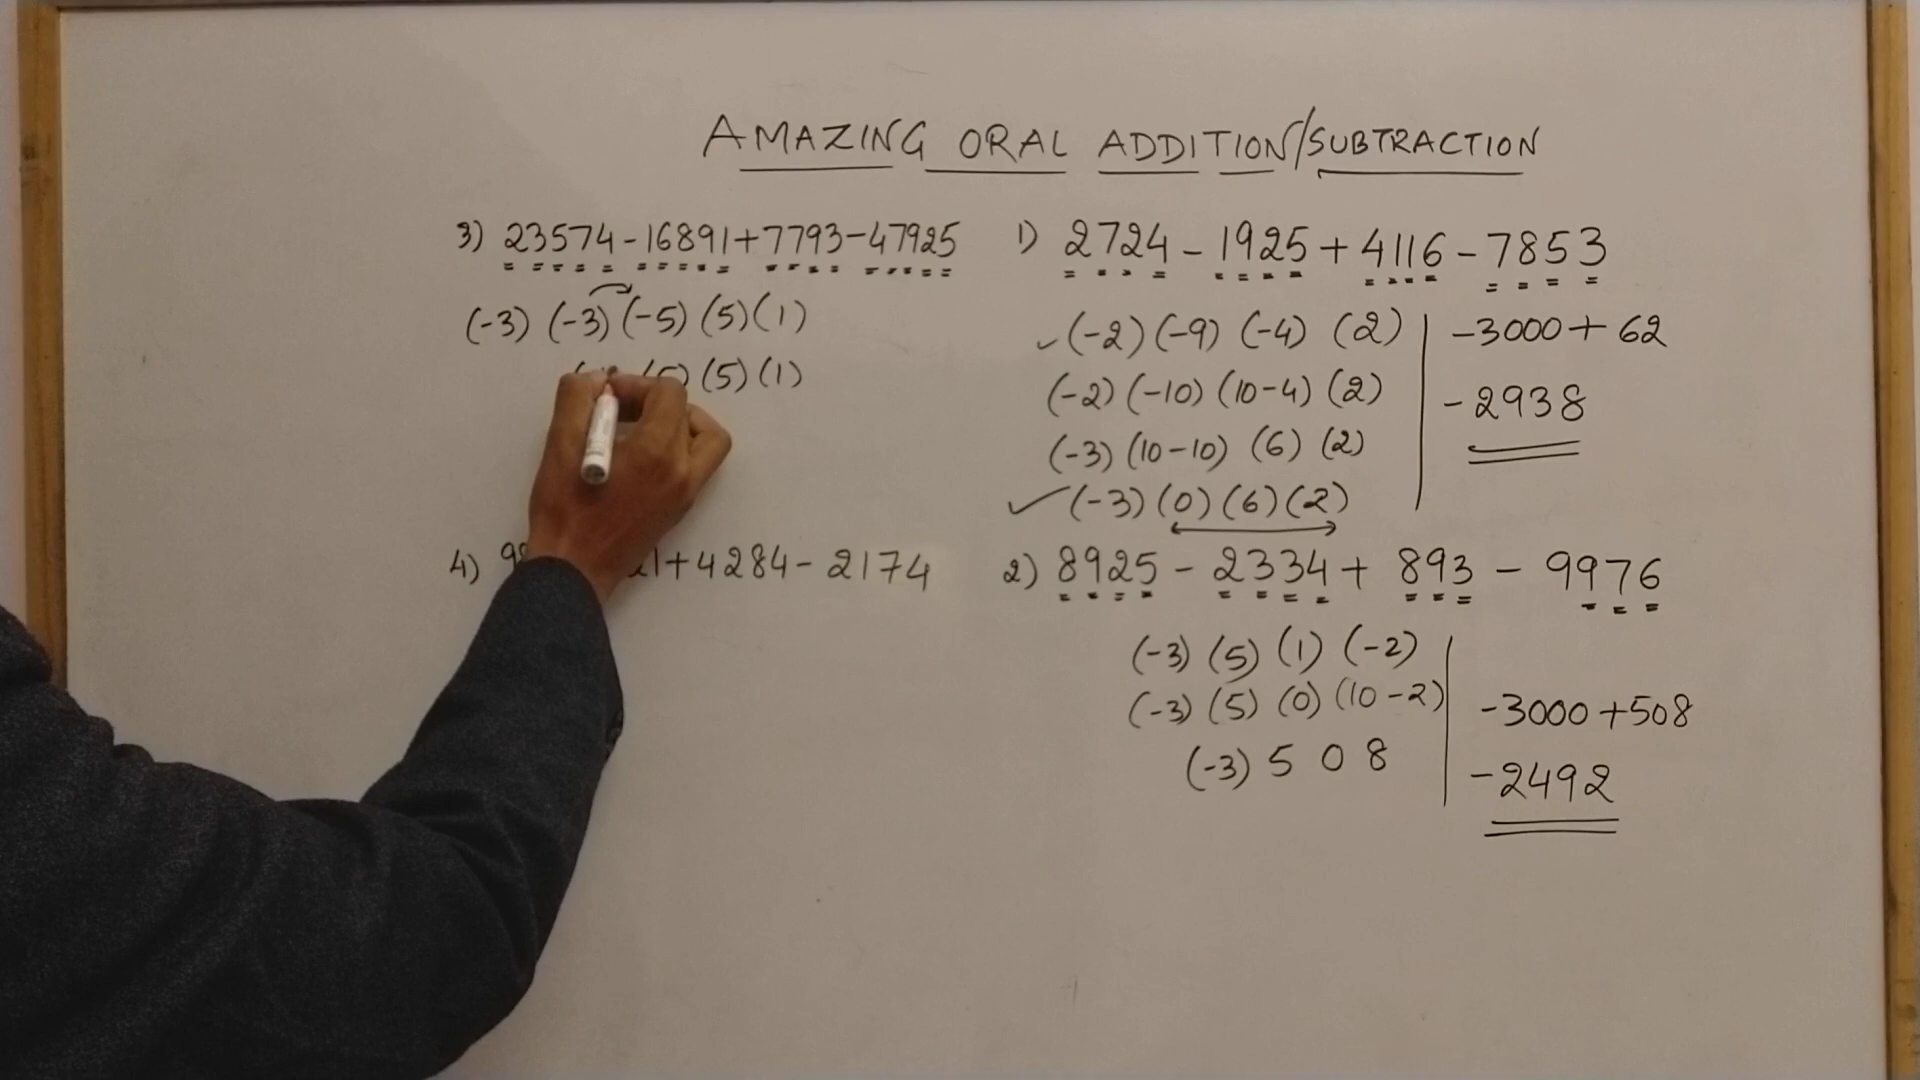 AMAZING ORAL ADDITION/SUBTRACTION
3) 23574-16891+7793-47925
(-3) (-3) (-5) (5) (1)
(5) (1)
4) +4284-2174
1) 2724-1925+4116-7853
(-2) (-9) (-4) (2)
(-2) (-10) (10-4) (2)
(-3) (10-10) (6) (2)
(-3) (0) (6) (2)
-3000+62
-2938
2) 8925-2334+893-9976
(-3) (5) (1) (-2)
(-3) (5) (0) (10-2)
(-3) 5 0 8
-3000+508
-2492